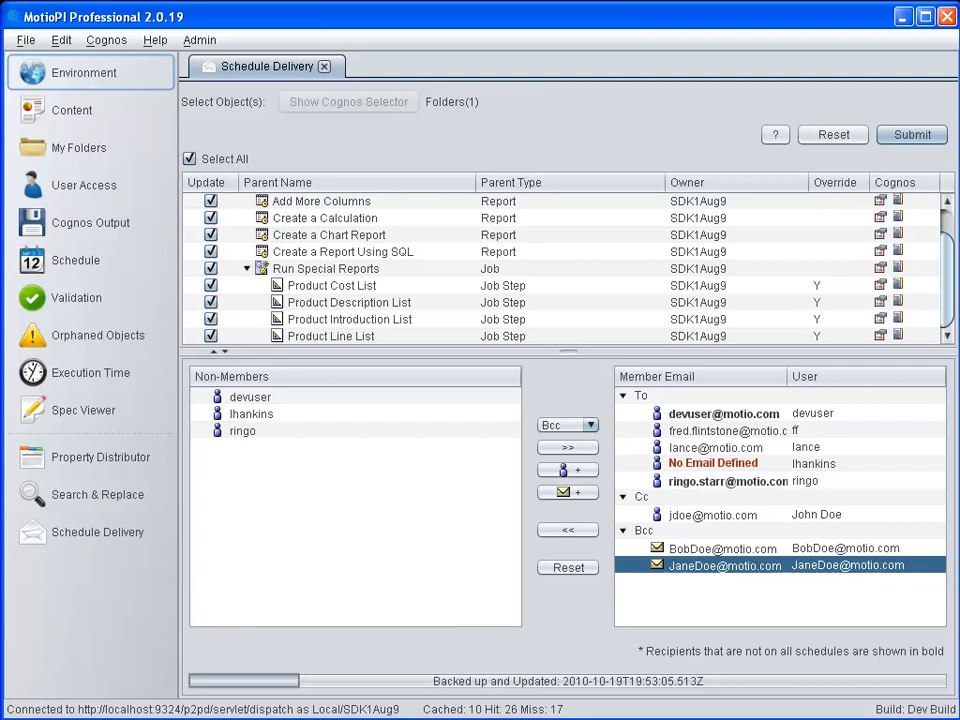 MotioPI Professional 2.0.19
File Edit Cognos Help Admin
Environment
Content
My Folders
User Access
Cognos Output
12
Schedule
Validation
Orphaned Objects
Execution Time
Spec Viewer
Property Distributor
Search & Replace
Schedule Delivery
Schedule Delivery
Select Object(s): Show Cognos Selector Folders(1)
? Reset Submit
Select All
Update Parent Name Parent Type Owner Override Cognos
Add More Columns Report SDK1Aug9
Create a Calculation Report SDK1Aug9
Create a Chart Report Report SDK1Aug9
Create a Report Using SQL Report SDK1Aug9
Run Special Reports Job SDK1Aug9
Product Cost List Job Step SDK1Aug9 Y
Product Description List Job Step SDK1Aug9 Y
Product Introduction List Job Step SDK1Aug9 Y
Product Line List Job Step SDK1Aug9 Y
Non-Members
devuser
lhankins
ringo
Bcc
>>
+
+
<<
Reset
Member Email User
To
devuser@motio.com devuser
fred.flintstone@motio.c ff
lance@motio.com lance
No Email Defined lhankins
ringo.starr@motio.con ringo
Cc
jdoe@motio.com John Doe
Bcc
BobDoe@motio.com BobDoe@motio.com
JaneDoe@motio.com JaneDoe@motio.com
* Recipients that are not on all schedules are shown in bold
Backed up and Updated: 2010-10-19T19:53:05.513Z
Connected to http://localhost:9324/p2pd/servlet/dispatch as Local/SDK1Aug9 Cached: 10 Hit: 26 Miss: 17 Build: Dev Build